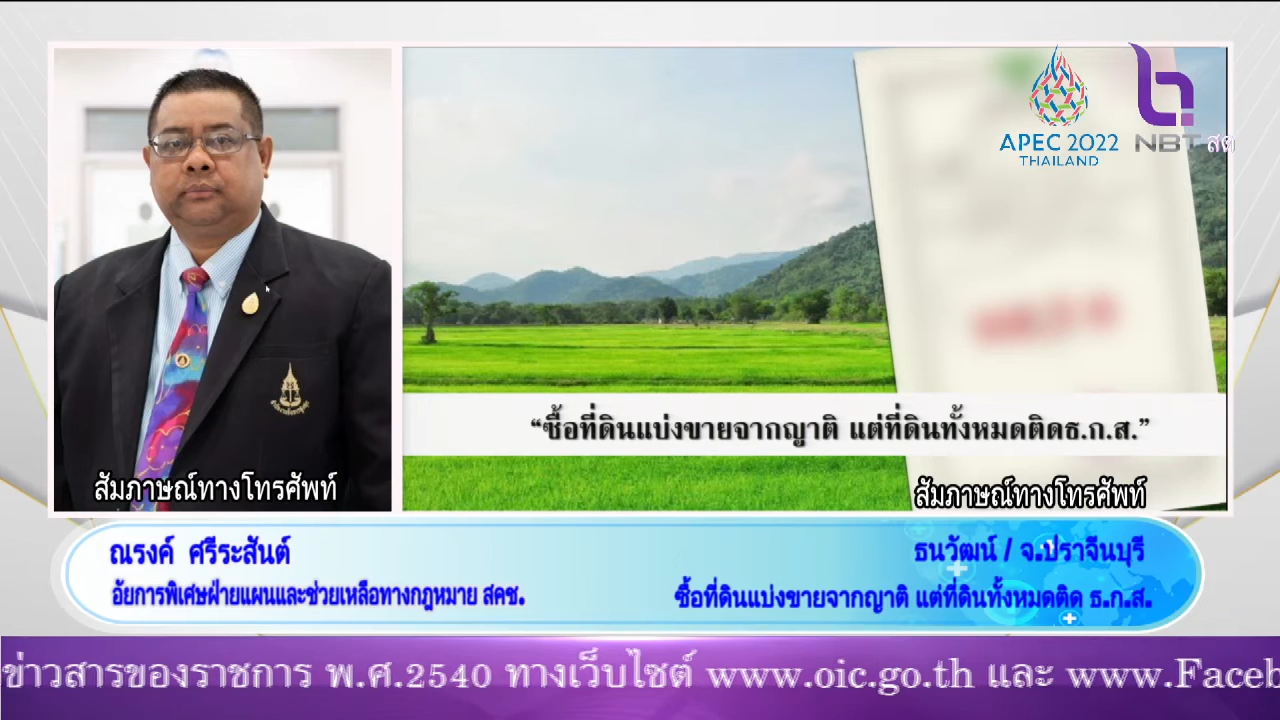 APEC 2022
THAILAND
NBT สด
“ซื้อที่ดินแบ่งขายจากญาติ แต่ที่ดินทั้งหมดติดธ.ก.ส.”
สัมภาษณ์ทางโทรศัพท์
สัมภาษณ์ทางโทรศัพท์
ณรงค์ ศรีระสันต์
อัยการพิเศษฝ่ายแผนและช่วยเหลือทางกฎหมาย สคช.
ธนวัฒน์ / จ.ปราจีนบุรี
ซื้อที่ดินแบ่งขายจากญาติ แต่ที่ดินทั้งหมดติด ธ.ก.ส.
ข่าวสารของราชการ พ.ศ.2540 ทางเว็บไซต์ www.oic.go.th และ www.Faceb